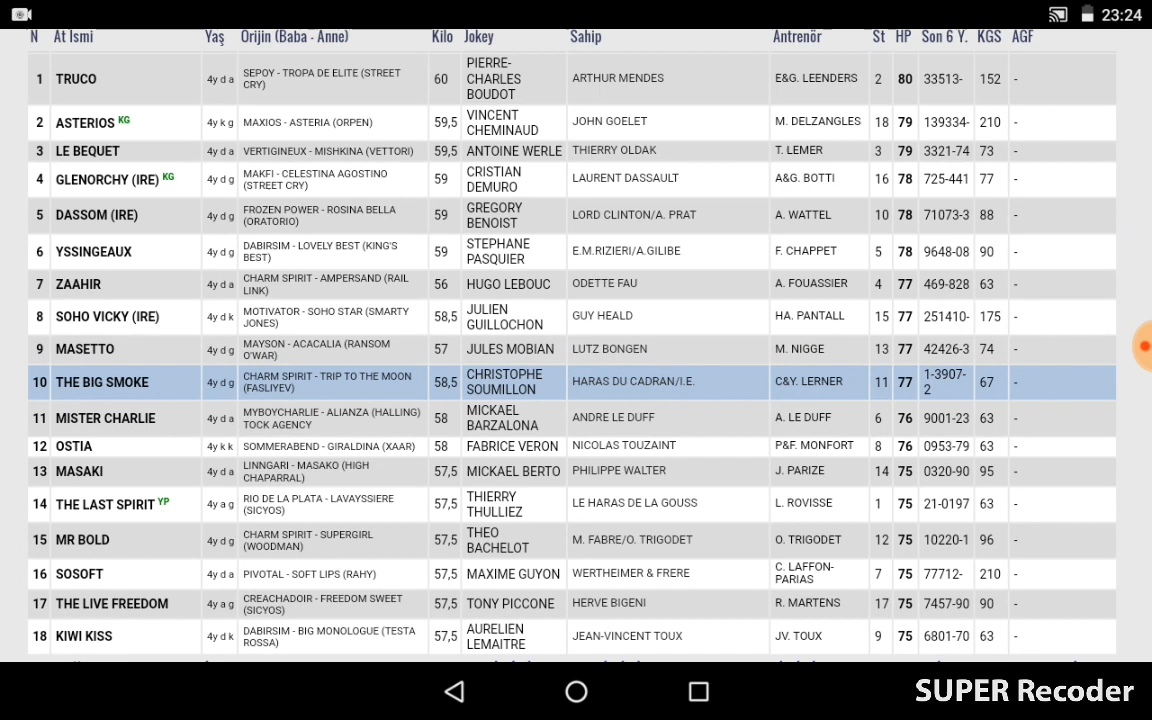 23:24
N At İsmi Yaş Orijin (Baba - Anne) Kilo Jokey Sahip Antrenör St HP Son 6 Y. KGS AGF
1 TRUCO 4y d a SEPOY - TROPA DE ELITE (STREET CRY) 60 PIERRE-CHARLES BOUDOT ARTHUR MENDES E&G. LEENDERS 2 80 33513- 152 -
2 ASTERIOS KG 4y k g MAXIOS - ASTERIA (ORPEN) 59,5 VINCENT CHEMINAUD JOHN GOELET M. DELZANGLES 18 79 139334- 210 -
3 LE BEQUET 4y d a VERTIGINEUX - MISHKINA (VETTORI) 59,5 ANTOINE WERLE THIERRY OLDAK T. LEMER 3 79 3321-74 73 -
4 GLENORCHY (IRE) KG 4y d g MAKFI - CELESTINA AGOSTINO (STREET CRY) 59 CRISTIAN DEMURO LAURENT DASSAULT A&G. BOTTI 16 78 725-441 77 -
5 DASSOM (IRE) 4y d g FROZEN POWER - ROSINA BELLA (ORATORIO) 59 GREGORY BENOIST LORD CLINTON/A. PRAT A. WATTEL 10 78 71073-3 88 -
6 YSSINGEAUX 4y d g DABIRSIM - LOVELY BEST (KING'S BEST) 59 STEPHANE PASQUIER E.M.RIZIERI/A.GILIBE F. CHAPPET 5 78 9648-08 90 -
7 ZAAHIR 4y d a CHARM SPIRIT - AMPERSAND (RAIL LINK) 56 HUGO LEBOUC ODETTE FAU A. FOUASSIER 4 77 469-828 63 -
8 SOHO VICKY (IRE) 4y d k MOTIVATOR - SOHO STAR (SMARTY JONES) 58,5 JULIEN GUILLOCHON GUY HEALD HA. PANTALL 15 77 251410- 175 -
9 MASETTO 4y d g MAYSON - ACACALIA (RANSOM O'WAR) 57 JULES MOBIAN LUTZ BONGEN M. NIGGE 13 77 42426-3 74 -
10 THE BIG SMOKE 4y d g CHARM SPIRIT - TRIP TO THE MOON (FASLIYEV) 58,5 CHRISTOPHE SOUMILLON HARAS DU CADRAN/I.E. C&Y. LERNER 11 77 1-3907-2 67 -
11 MISTER CHARLIE 4y d a MYBOYCHARLIE - ALIANZA (HALLING) TOCK AGENCY 58 MICKAEL BARZALONA ANDRE LE DUFF A. LE DUFF 6 76 9001-23 63 -
12 OSTIA 4y k k SOMMERABEND - GIRALDINA (XAAR) 58 FABRICE VERON NICOLAS TOUZAINT P&F. MONFORT 8 76 0953-79 63 -
13 MASAKI 4y d a LINNGARI - MASAKO (HIGH CHAPARRAL) 57,5 MICKAEL BERTO PHILIPPE WALTER J. PARIZE 14 75 0320-90 95 -
14 THE LAST SPIRIT YP 4y a g RIO DE LA PLATA - LAVAYSSIERE (SICYOS) 57,5 THIERRY THULLIEZ LE HARAS DE LA GOUSS L. ROVISSE 1 75 21-0197 63 -
15 MR BOLD 4y d g CHARM SPIRIT - SUPERGIRL (WOODMAN) 57,5 THEO BACHELOT M. FABRE/O. TRIGODET O. TRIGODET 12 75 10220-1 96 -
16 SOSOFT 4y d a PIVOTAL - SOFT LIPS (RAHY) 57,5 MAXIME GUYON WERTHEIMER & FRERE C. LAFFON-PARIAS 7 75 77712- 210 -
17 THE LIVE FREEDOM 4y a g CREACHADOIR - FREEDOM SWEET (SICYOS) 57,5 TONY PICCONE HERVE BIGENI R. MARTENS 17 75 7457-90 90 -
18 KIWI KISS 4y d k DABIRSIM - BIG MONOLOGUE (TESTA ROSSA) 57,5 AURELIEN LEMAITRE JEAN-VINCENT TOUX JV. TOUX 9 75 6801-70 63 -
SUPER Recoder